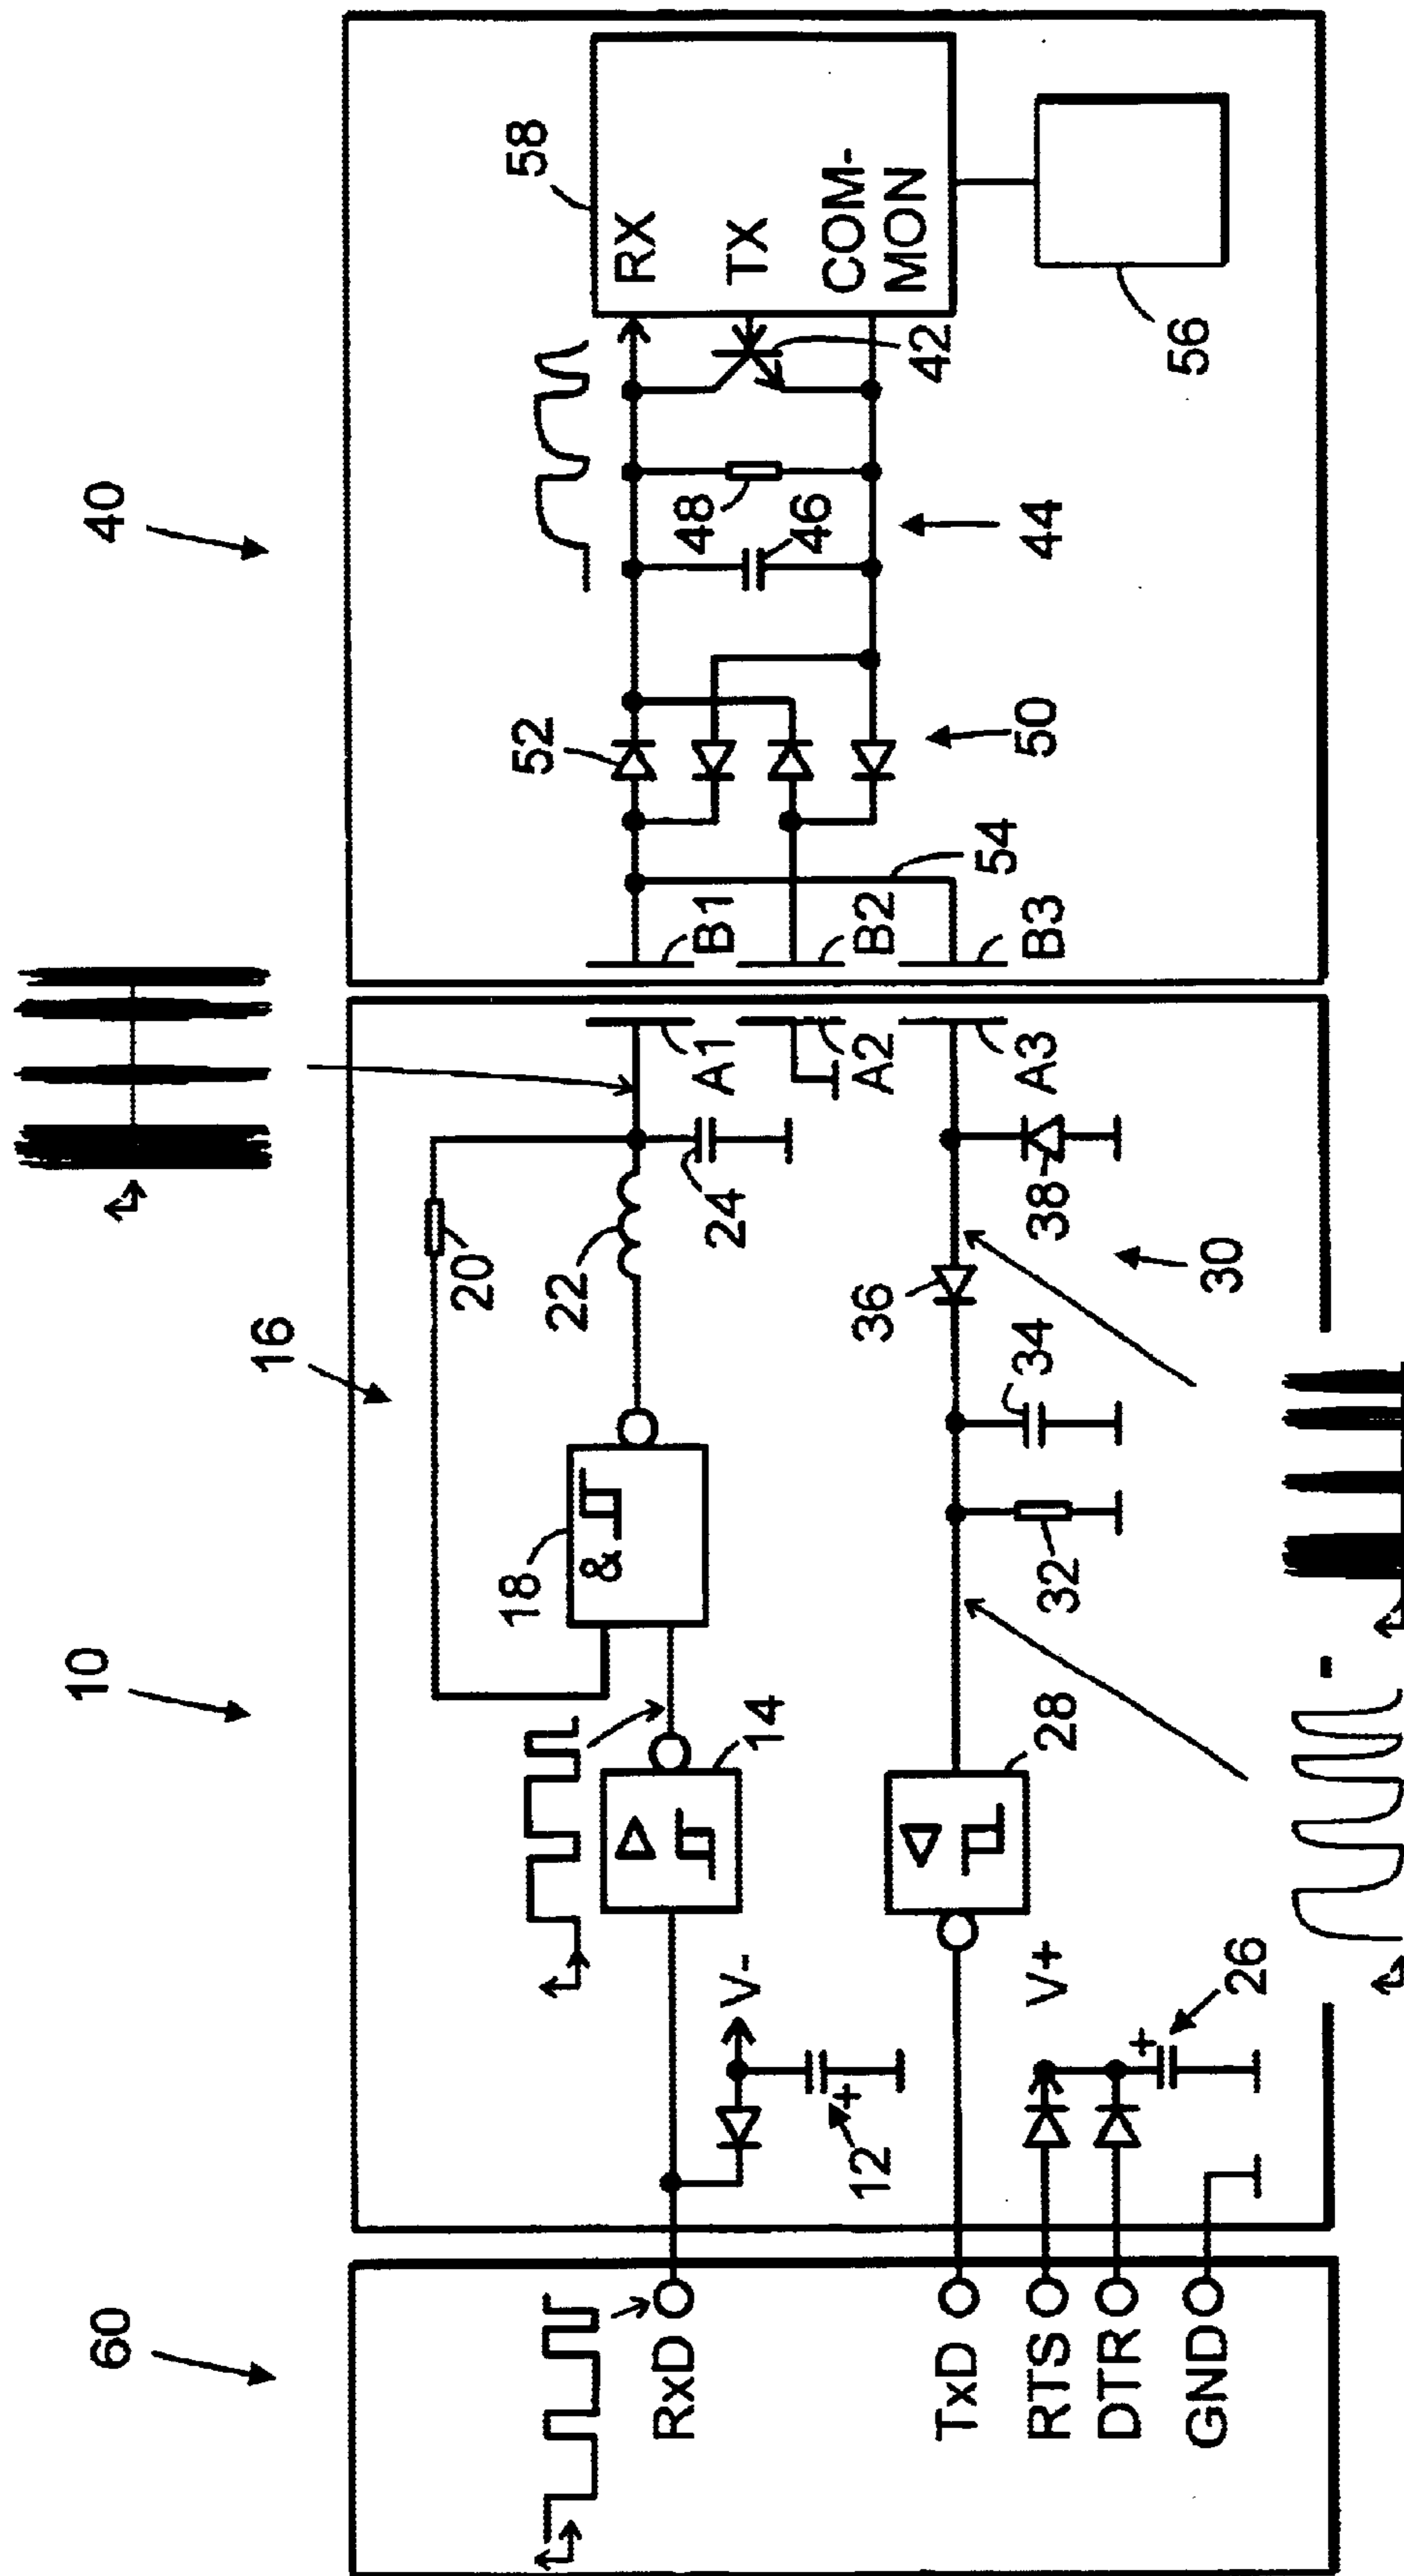 60
10
40
RxD
TxD
RTS
DTR
GND
V-
12
V+
26
14
28
16
18
&
20
22
24
32
34
36
38
30
A1
A2
A3
B1
B2
B3
54
52
50
48
46
44
42
58
RX
TX
COM-
MON
56
+
+
-